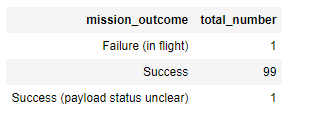 mission_outcome total_number
Failure (in flight) 1
Success 99
Success (payload status unclear) 1